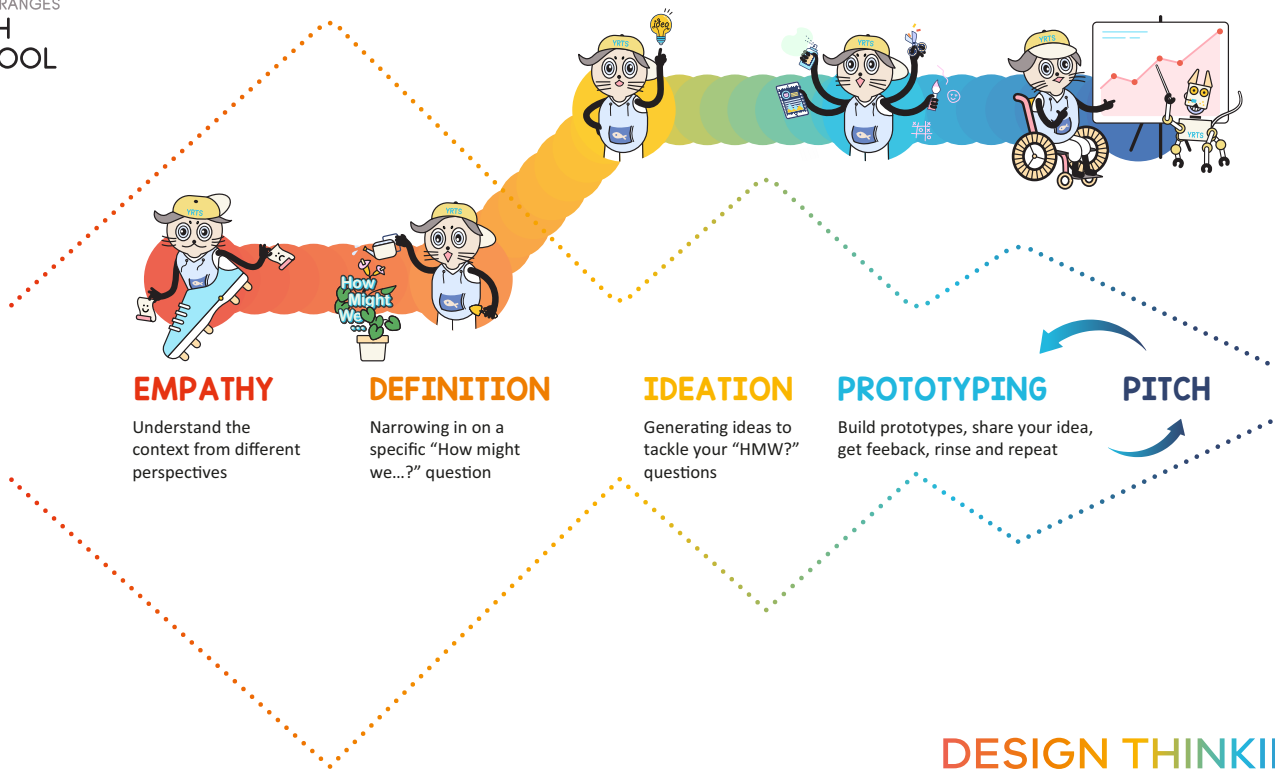 RANGES
H
OOL
idea
YRTS
YRTS
YRTS
YRTS
YRTS
YRTS
How
Might
We
...
EMPATHY
Understand the
context from different
perspectives
DEFINITION
Narrowing in on a
specific “How might
we...?” question
IDEATION
Generating ideas to
tackle your “HMW?”
questions
PROTOTYPING
Build prototypes, share your idea,
get feeback, rinse and repeat
PITCH
DESIGN THINKI